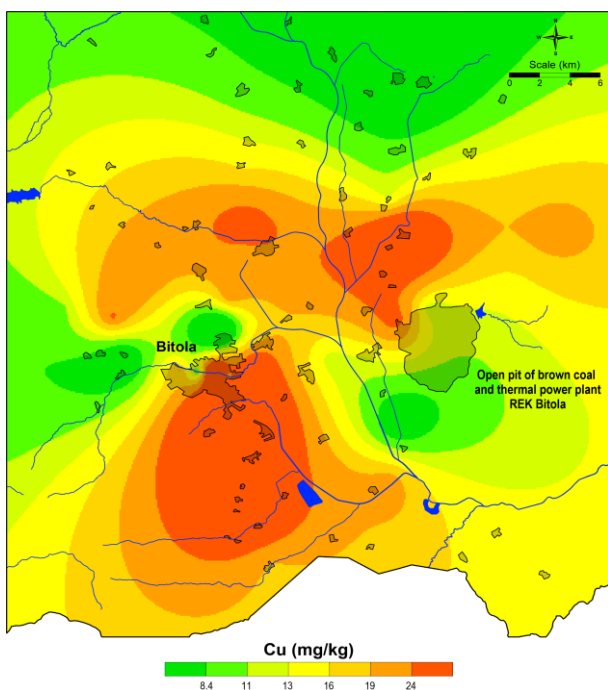 N
W E
S
Scale (km)
0 2 4 6
Bitola
Open pit of brown coal
and thermal power plant
REK Bitola
Cu (mg/kg)
8.4 11 13 16 19 24